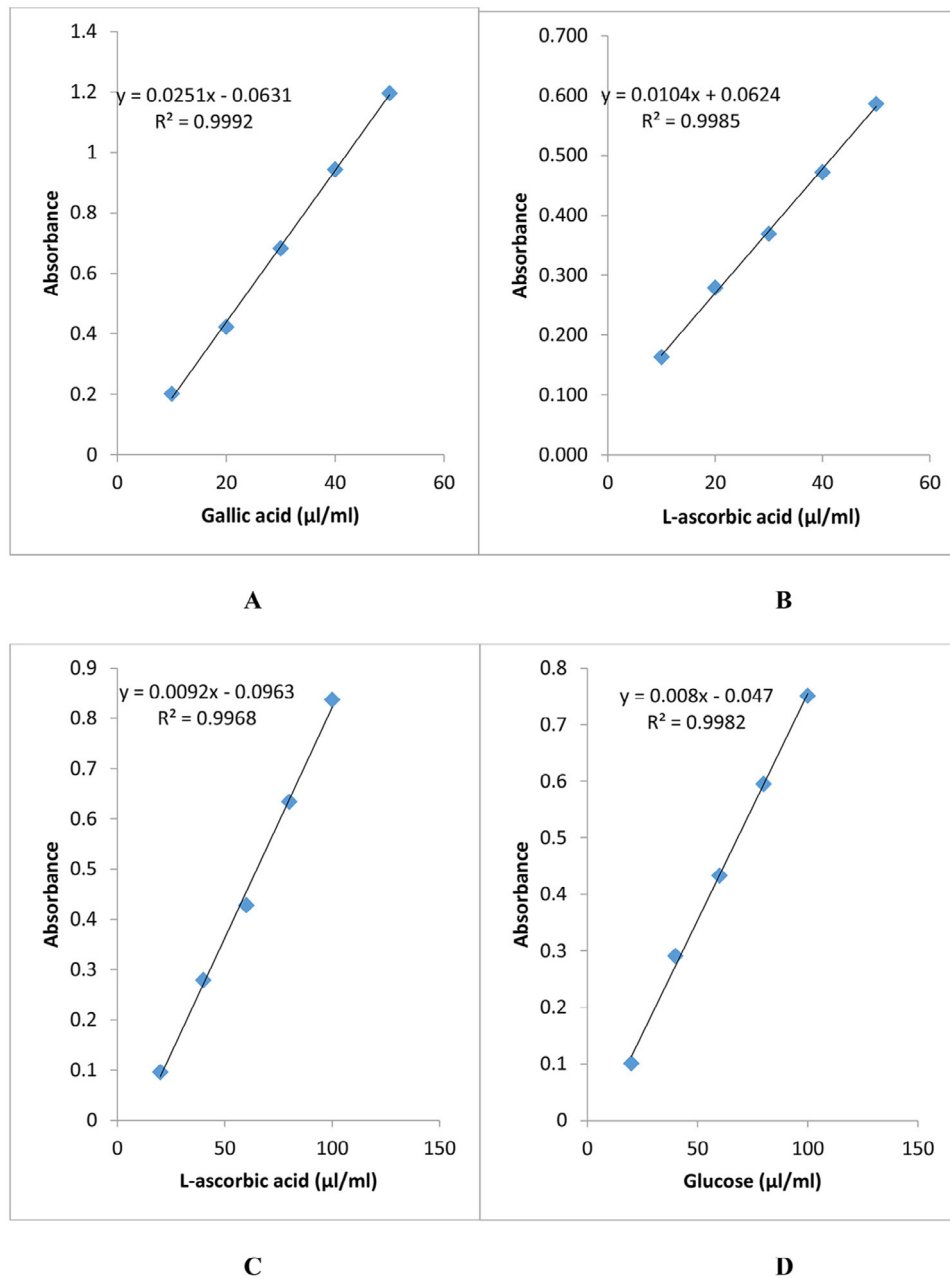 1.4
1.2
1
0.8
0.6
0.4
0.2
0
y = 0.0251x - 0.0631
R² = 0.9992
Absorbance
0 20 40 60
Gallic acid (µl/ml)
A
0.700
0.600
0.500
0.400
0.300
0.200
0.100
0.000
y = 0.0104x + 0.0624
R² = 0.9985
Absorbance
0 20 40 60
L-ascorbic acid (µl/ml)
B
0.9
0.8
0.7
0.6
0.5
0.4
0.3
0.2
0.1
0
y = 0.0092x - 0.0963
R² = 0.9968
Absorbance
0 50 100 150
L-ascorbic acid (µl/ml)
C
0.8
0.7
0.6
0.5
0.4
0.3
0.2
0.1
0
y = 0.008x - 0.047
R² = 0.9982
Absorbance
0 50 100 150
Glucose (µl/ml)
D